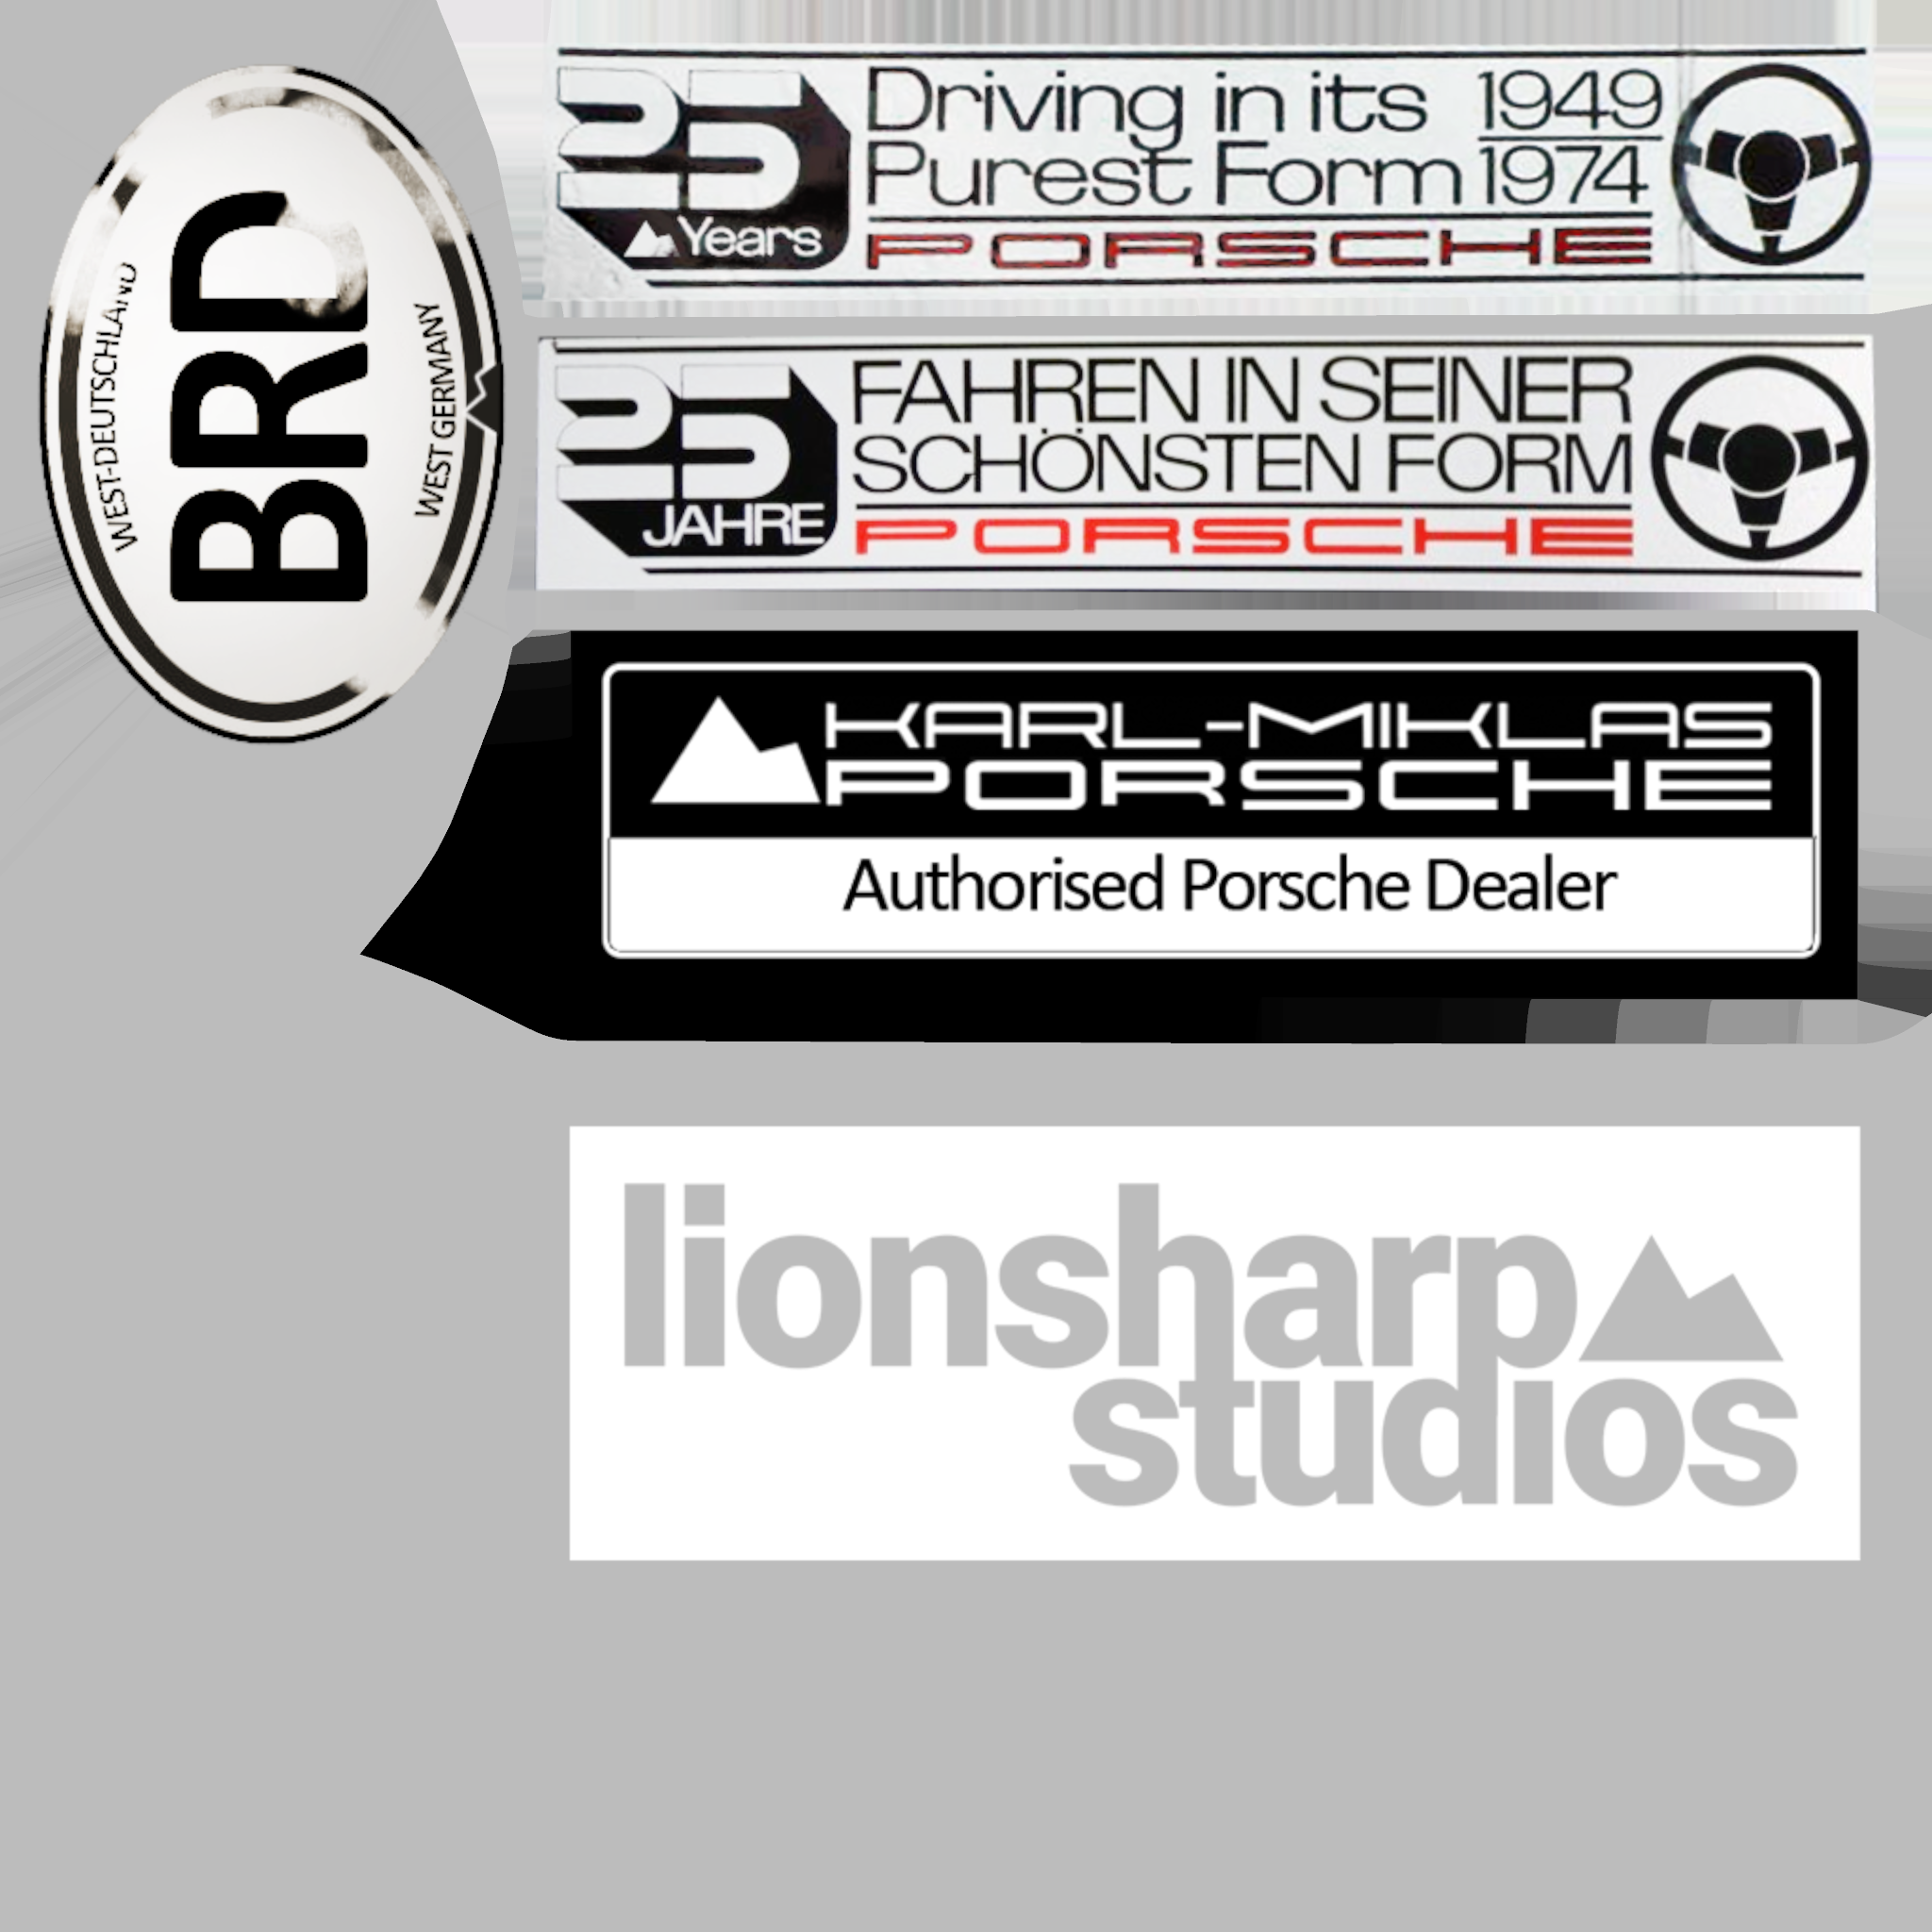 WEST-DEUTSCHLAND
BRD
WEST GERMANY
25
Years
Driving in its
Purest Form
1949
1974
PORSCHE
25
JAHRE
FAHREN IN SEINER
SCHÖNSTEN FORM
PORSCHE
KARL-MIKLAS
PORSCHE
Authorised Porsche Dealer
lionsharp
studios